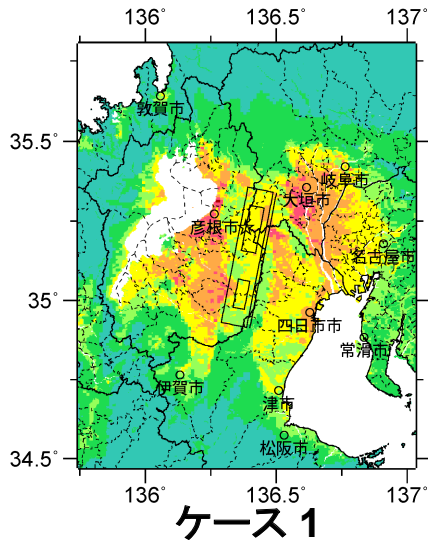 136° 136.5° 137°
35.5°
敦賀市
岐阜市
大垣市
彦根市
名古屋市
35°
四日市市
常滑市
伊賀市
津市
松阪市
34.5°
136° 136.5° 137°
ケース 1